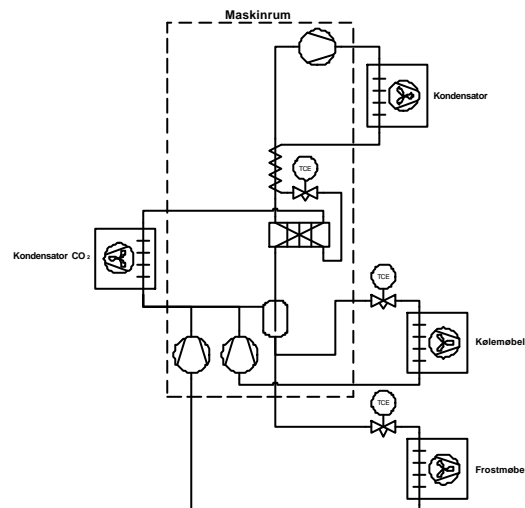 Maskinrum
Kondensator
TCE
Kondensator CO₂
TCE
Kølemøbel
TCE
Frostmøbe